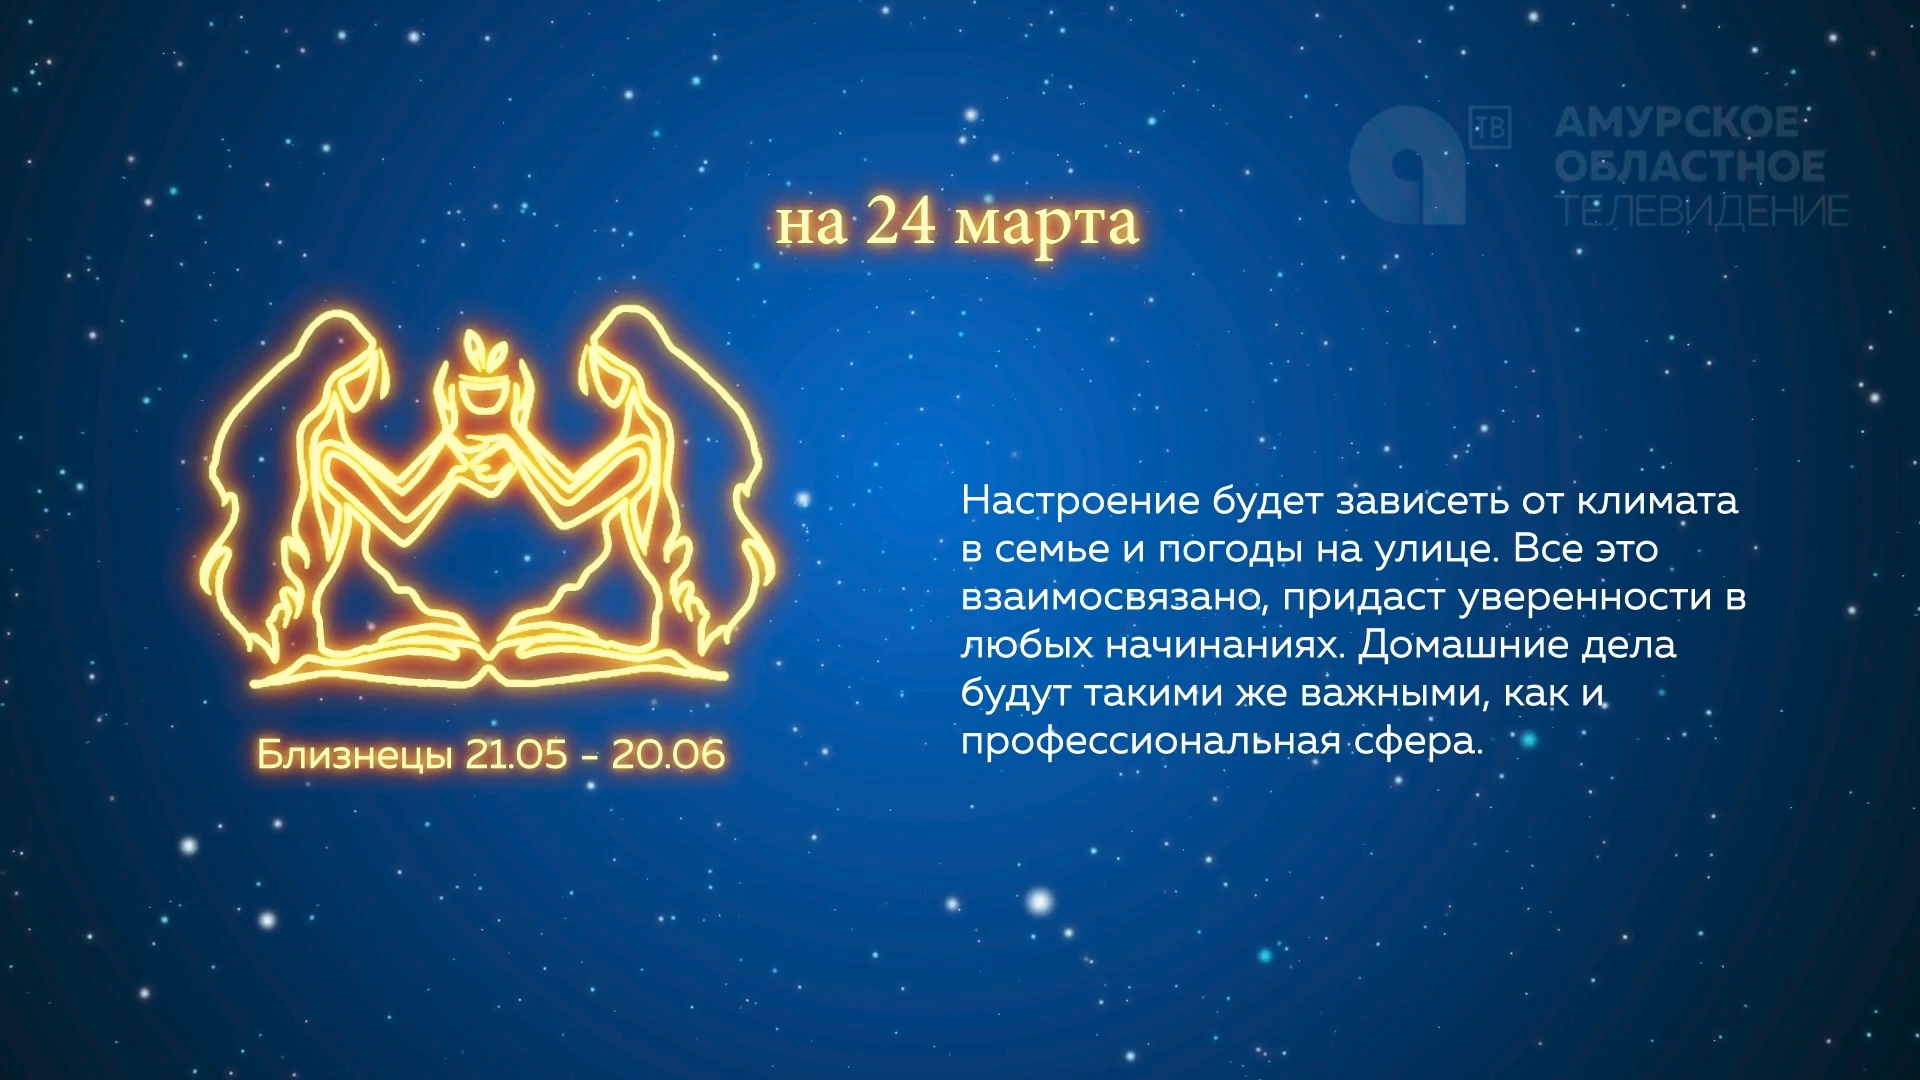 ТВ
АМУРСКОЕ
ОБЛАСТНОЕ
ТЕЛЕВИДЕНИЕ
на 24 марта
Настроение будет зависеть от климата
в семье и погоды на улице. Все это
взаимосвязано, придаст уверенности в
любых начинаниях. Домашние дела
будут такими же важными, как и
профессиональная сфера.
Близнецы 21.05 - 20.06